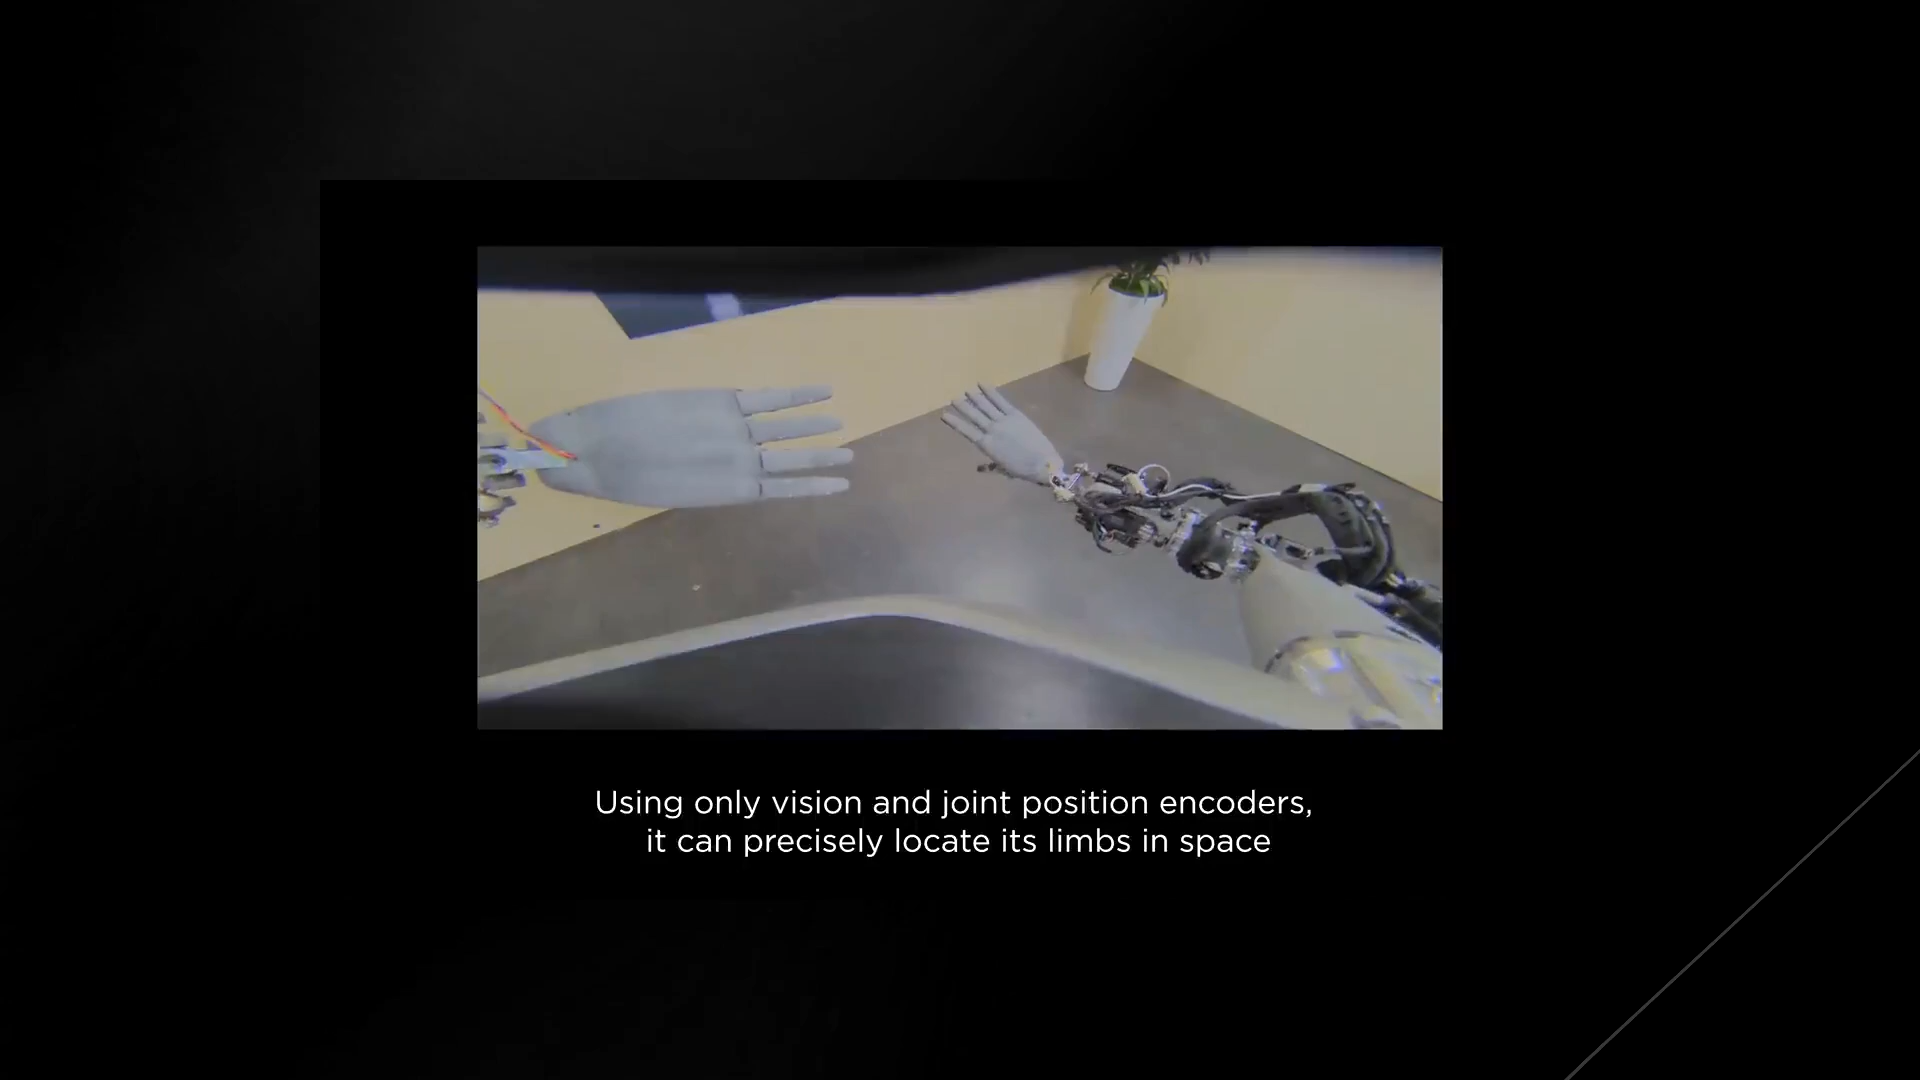 Using only vision and joint position encoders,
it can precisely locate its limbs in space